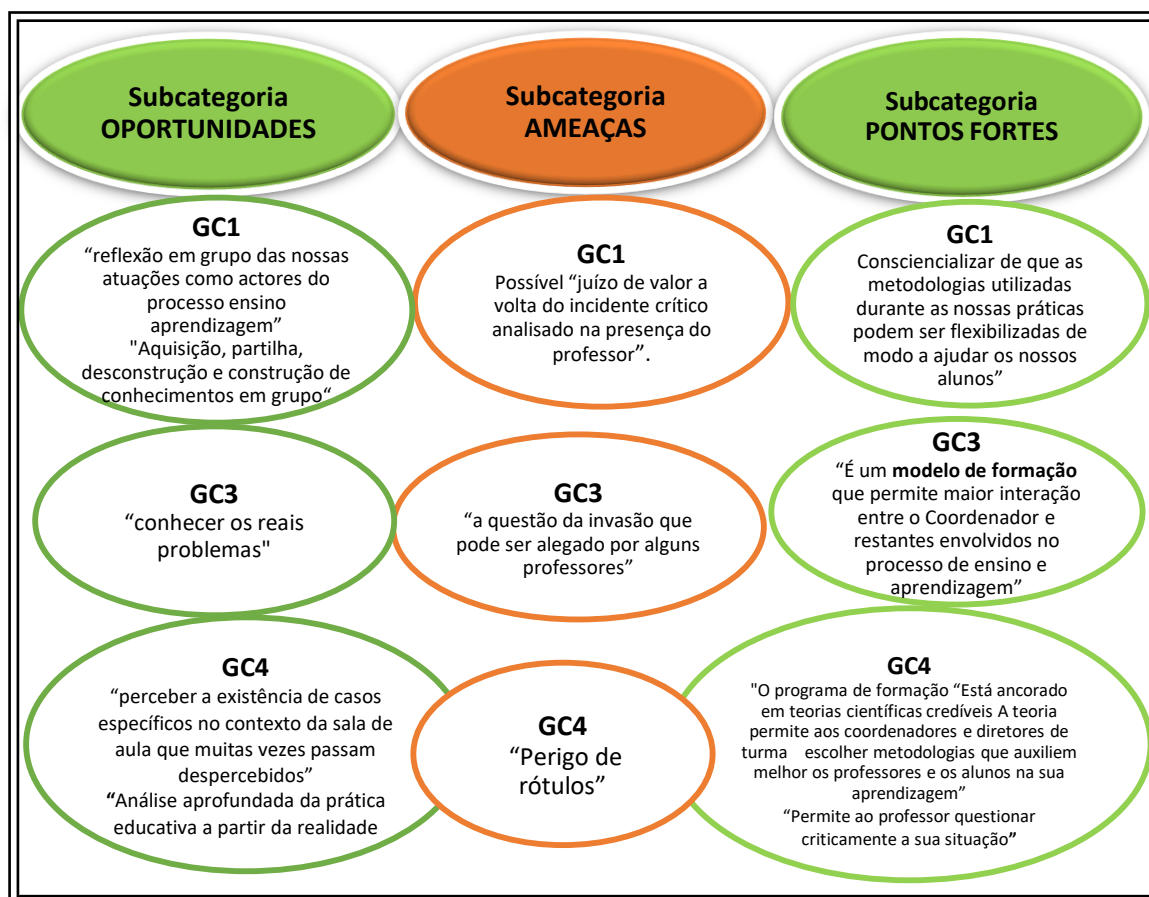 Subcategoria
OPORTUNIDADES
Subcategoria
AMEAÇAS
Subcategoria
PONTOS FORTES
GC1
“reflexão em grupo das nossas
atuações como actores do
processo ensino
aprendizagem”
"Aquisição, partilha,
desconstrução e construção de
conhecimentos em grupo“
GC1
Possível “juízo de valor a
volta do incidente crítico
analisado na presença do
professor”.
GC1
Consciencializar de que as
metodologias utilizadas
durante as nossas práticas
podem ser flexibilizadas de
modo a ajudar os nossos
alunos”
GC3
“conhecer os reais
problemas"
GC3
“a questão da invasão que
pode ser alegado por alguns
professores”
GC3
“É um modelo de formação
que permite maior interação
entre o Coordenador e
restantes envolvidos no
processo de ensino e
aprendizagem”
GC4
“perceber a existência de casos
específicos no contexto da sala de
aula que muitas vezes passam
despercebidos”
“Análise aprofundada da prática
educativa a partir da realidade
GC4
“Perigo de
rótulos”
GC4
"O programa de formação “Está ancorado
em teorias científicas credíveis A teoria
permite aos coordenadores e diretores de
turma escolher metodologias que auxiliem
melhor os professores e os alunos na sua
aprendizagem”
“Permite ao professor questionar
criticamente a sua situação”